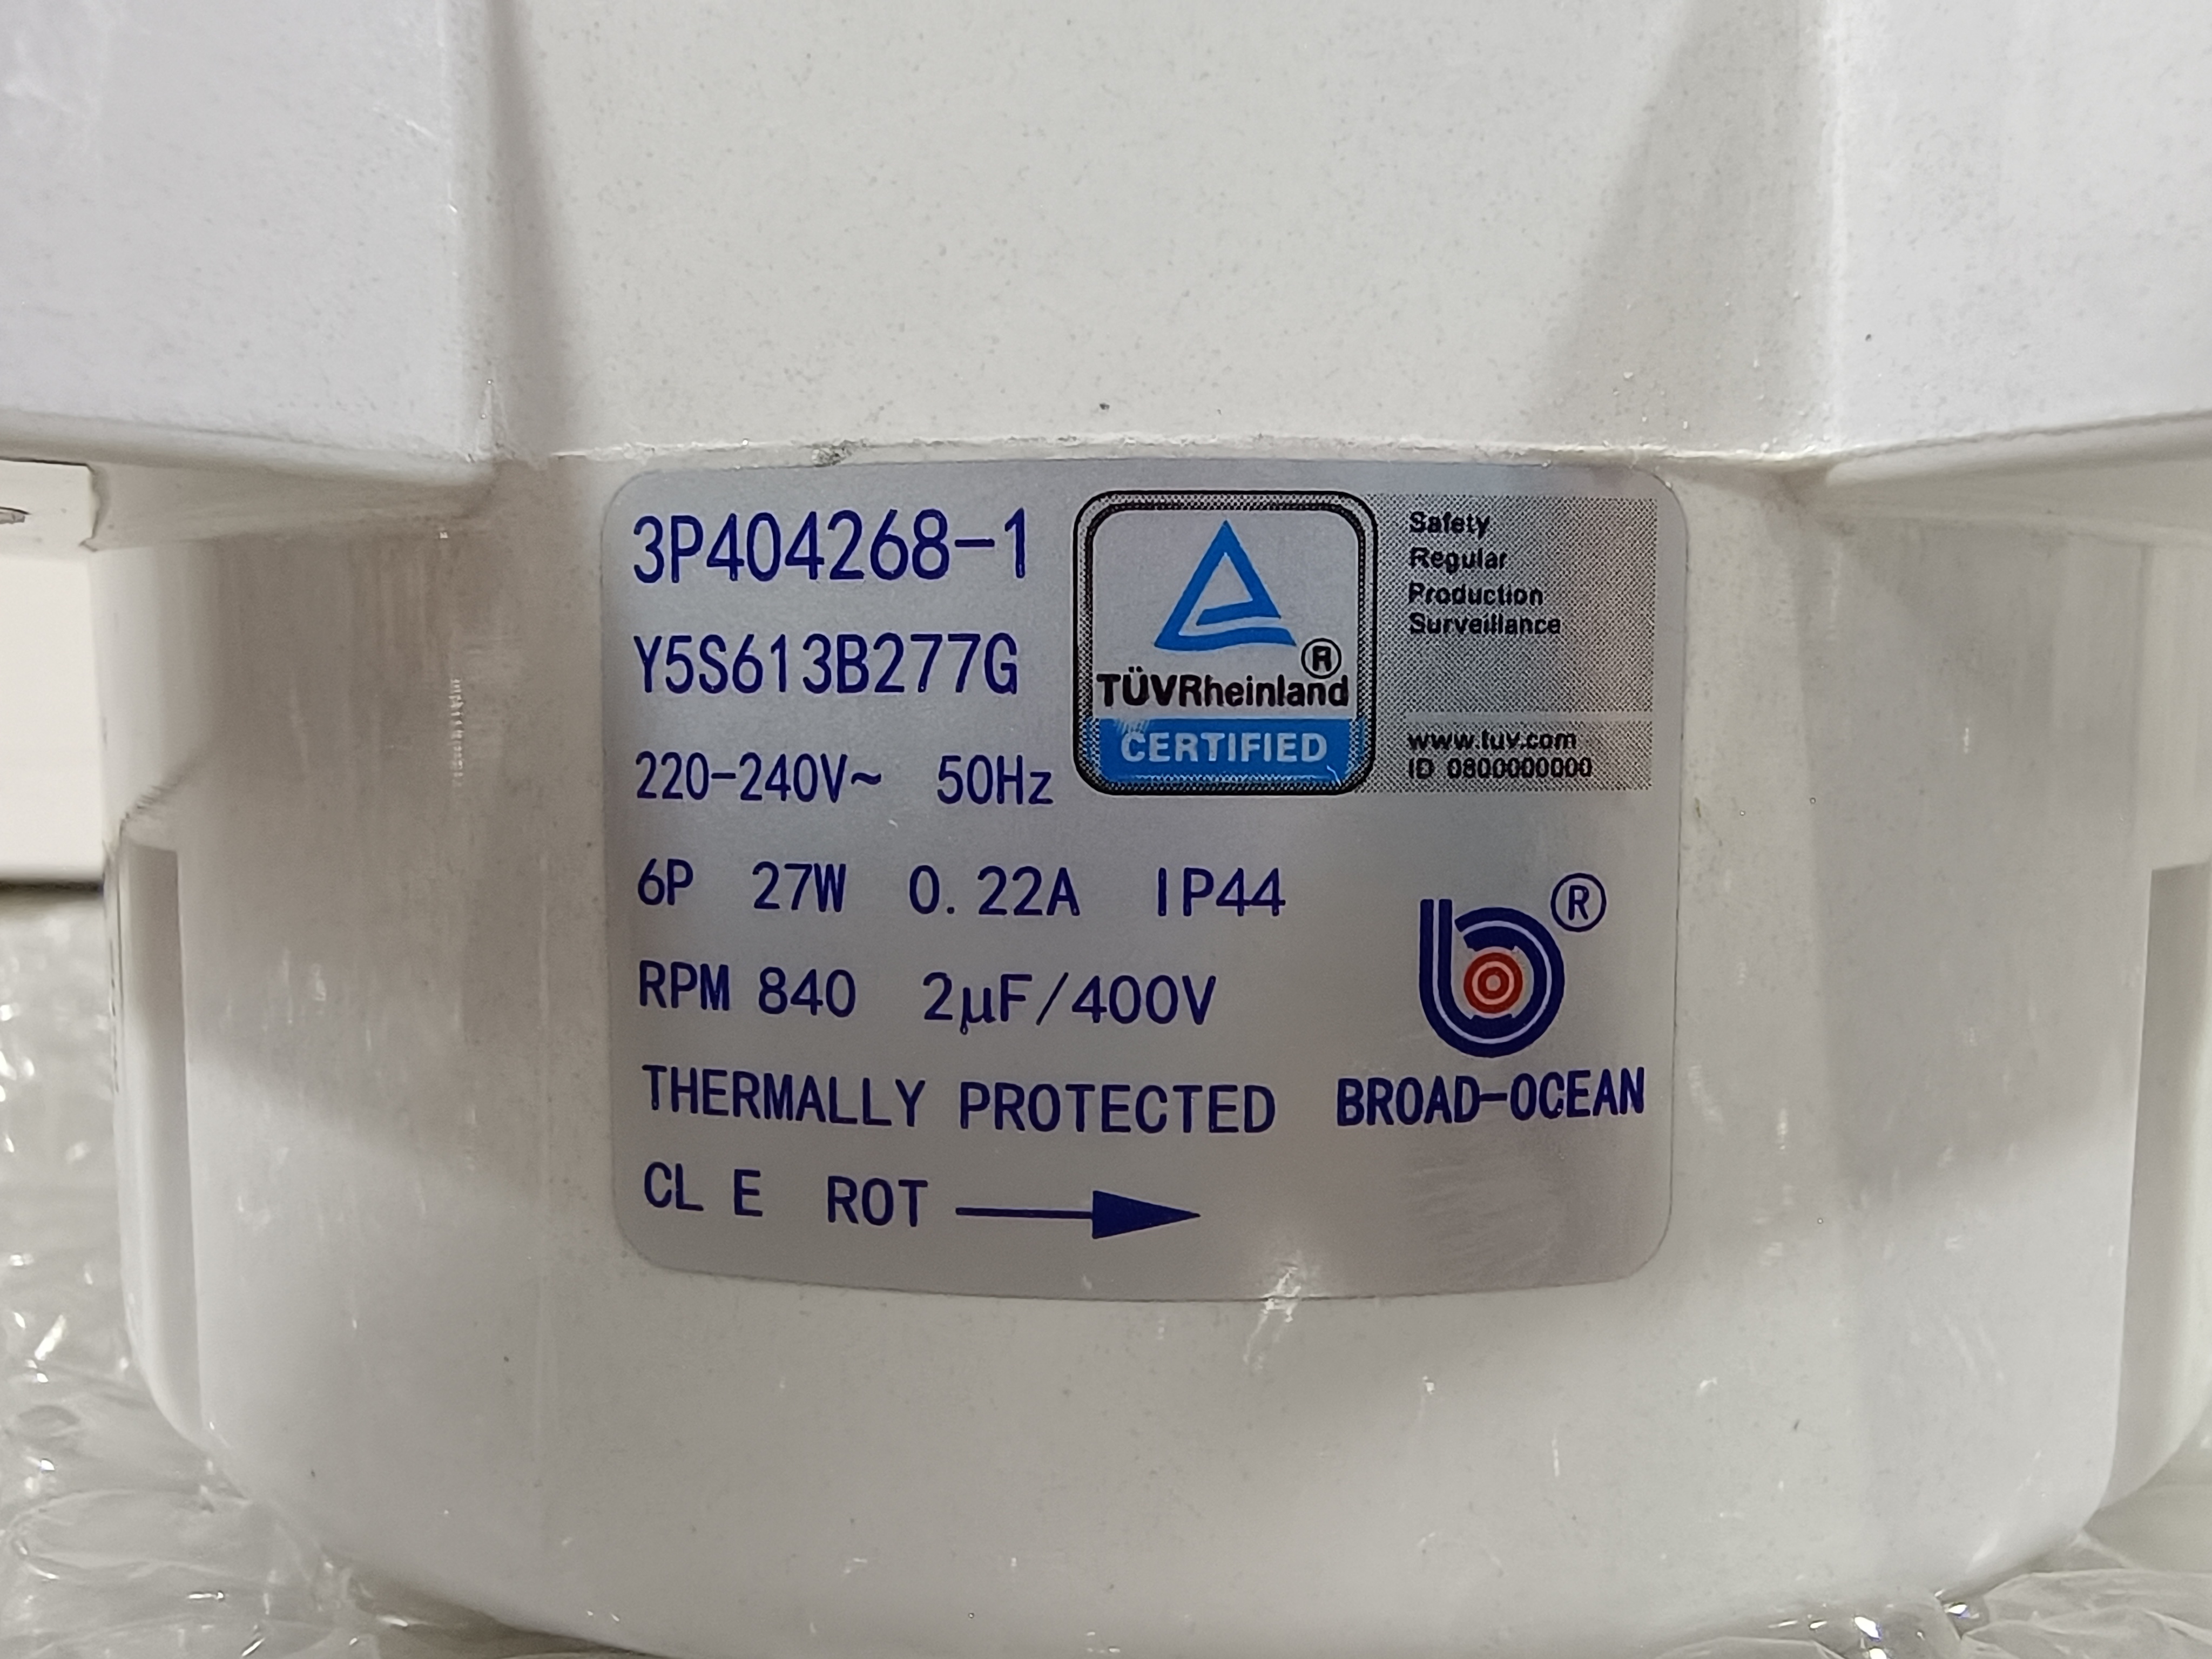 3P404268-1
Y5S613B277G
220-240V~ 50Hz
6P 27W 0.22A IP44
RPM 840 2µF/400V
THERMALLY PROTECTED
CL E ROT
®
TÜVRheinland
CERTIFIED
Safety
Regular
Production
Surveillance
www.tuv.com
ID 0800000000
®
BROAD-OCEAN